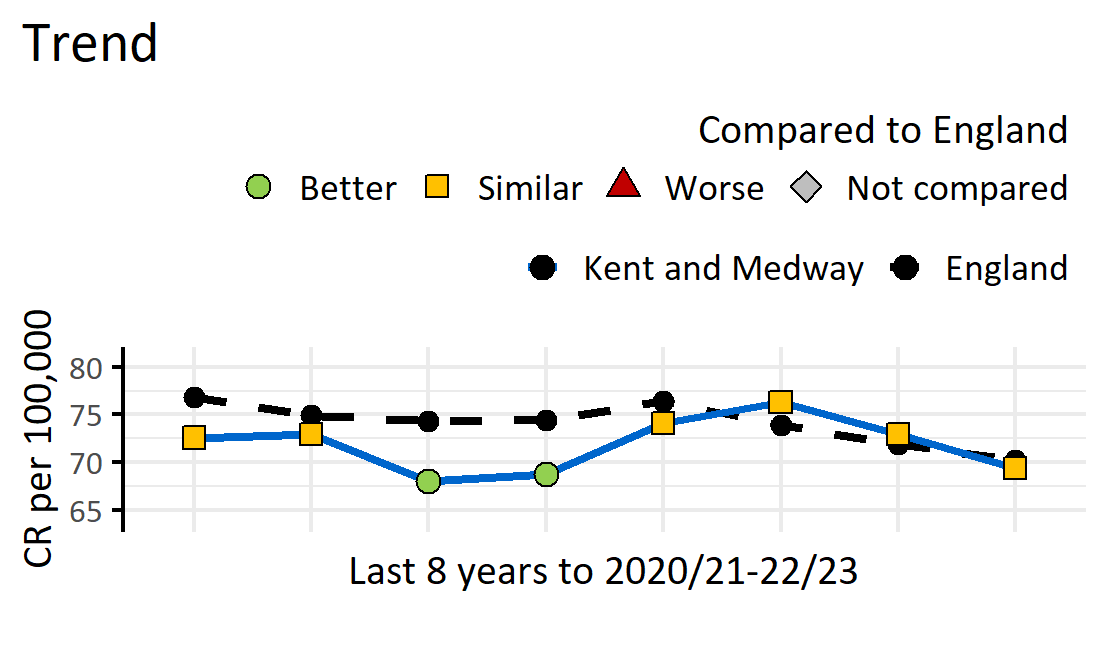 Trend
Compared to England
Better Similar Worse Not compared
Kent and Medway England
CR per 100,000
80
75
70
65
Last 8 years to 2020/21-22/23